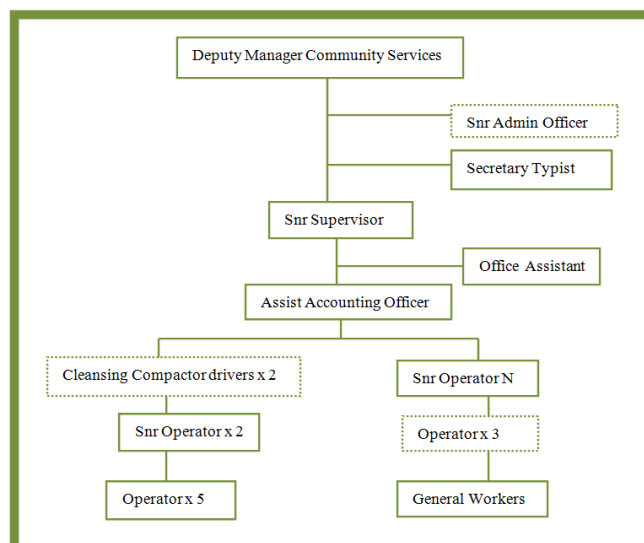 Deputy Manager Community Services
Snr Admin Officer
Secretary Typist
Snr Supervisor
Office Assistant
Assist Accounting Officer
Cleansing Compactor drivers x 2
Snr Operator N
Snr Operator x 2
Operator x 3
Operator x 5
General Workers